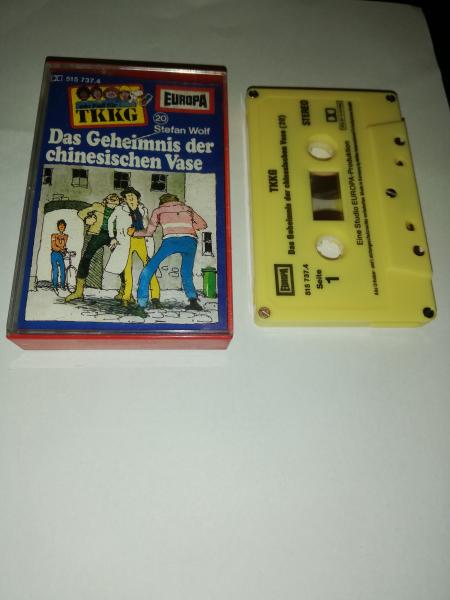 515 737.4
TKKG
EUROPA
20
Stefan Wolf
Das Geheimnis der
chinesischen Vase
STEREO
TKKG
Das Geheimnis der chinesischen Vase (20)
Eine Studio EUROPA-Produktion
EUROPA
515 737.4
Seite
1